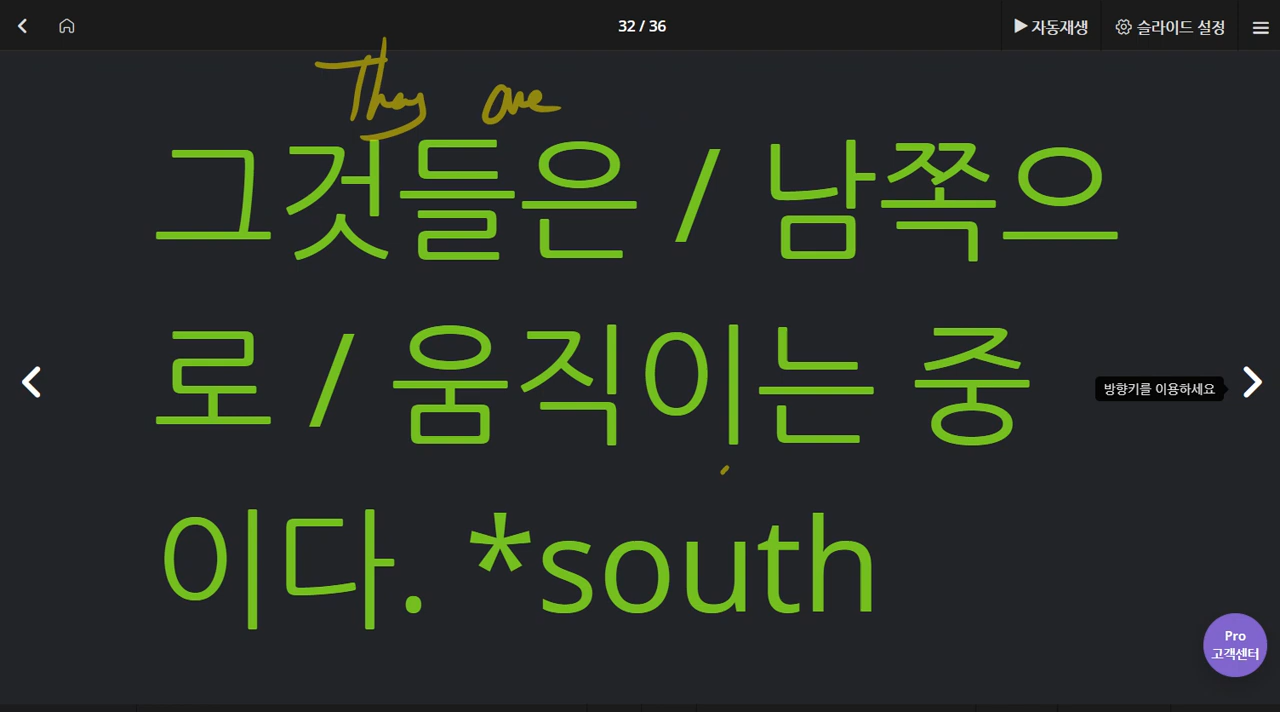 32 / 36
자동재생
슬라이드 설정
They are
그것들은 / 남쪽으
로 / 움직이는 중
방향키를 이용하세요
이다. *south
Pro
고객센터